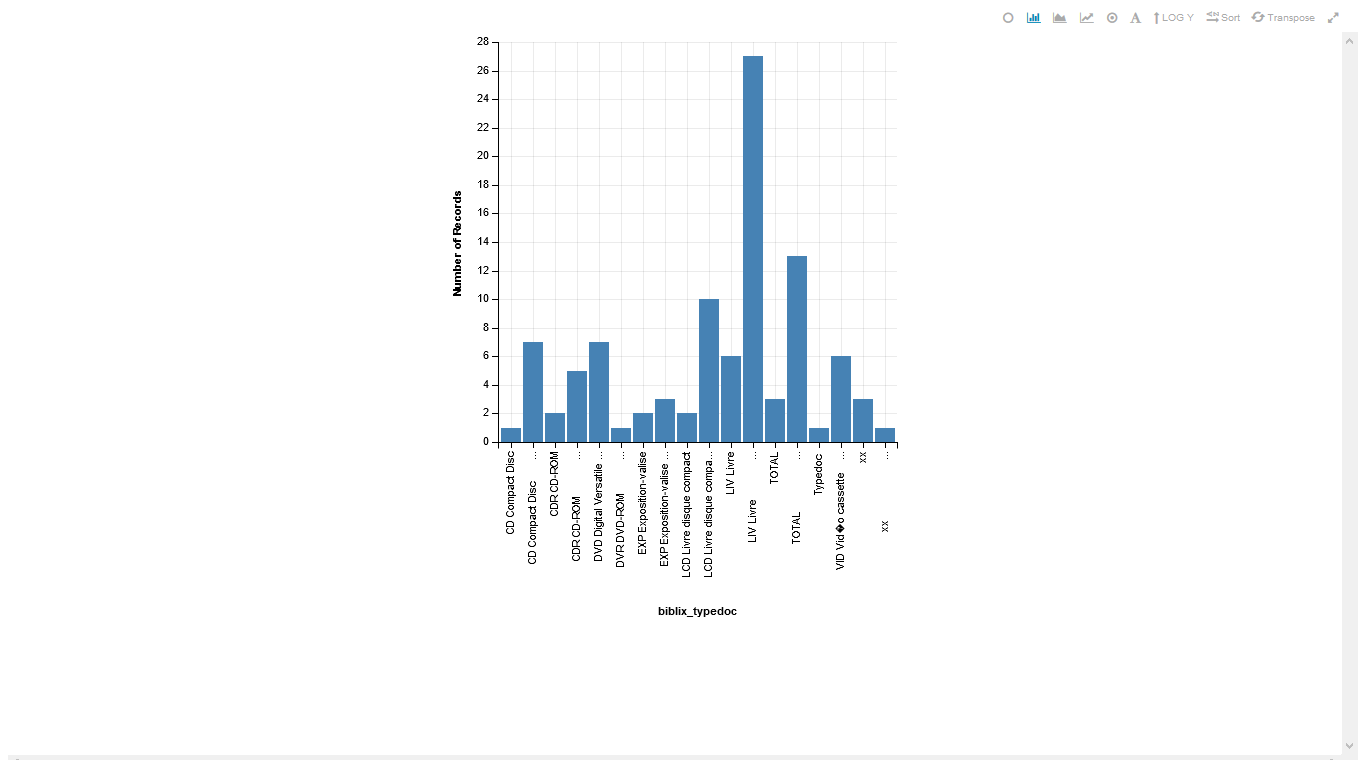 LOG Y Sort Transpose
28
26
24
22
20
18
16
14
12
10
8
6
4
2
0
Number of Records
CD Compact Disc
CD Compact Disc ...
CDR CD-ROM
CDR CD-ROM ...
DVD Digital Versatile ...
DVR DVD-ROM ...
EXP Exposition-valise
EXP Exposition-valise ...
LCD Livre disque compact
LCD Livre disque compa...
LIV Livre
LIV Livre ...
TOTAL
TOTAL ...
Typedoc
VID Vid�o cassette ...
xx
xx ...
biblix_typedoc